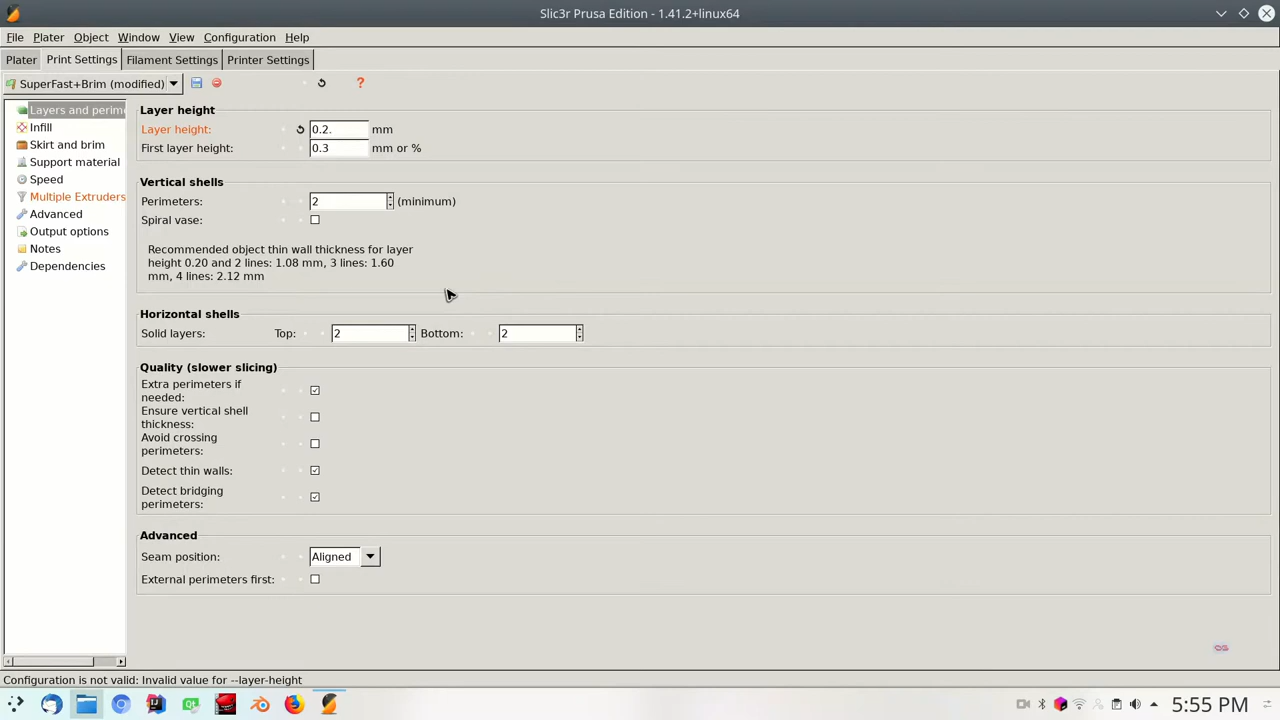 Slic3r Prusa Edition - 1.41.2+linux64
File Plater Object Window View Configuration Help
Plater Print Settings Filament Settings Printer Settings
SuperFast+Brim (modified) ?
Layers and perime
Infill
Skirt and brim
Support material
Speed
Multiple Extruders
Advanced
Output options
Notes
Dependencies
Layer height
Layer height: 0.2. mm
First layer height: 0.3 mm or %
Vertical shells
Perimeters: 2 (minimum)
Spiral vase:
Recommended object thin wall thickness for layer
height 0.20 and 2 lines: 1.08 mm, 3 lines: 1.60
mm, 4 lines: 2.12 mm
Horizontal shells
Solid layers: Top: 2 Bottom: 2
Quality (slower slicing)
Extra perimeters if
needed:
Ensure vertical shell
thickness:
Avoid crossing
perimeters:
Detect thin walls:
Detect bridging
perimeters:
Advanced
Seam position: Aligned
External perimeters first:
Configuration is not valid: Invalid value for --layer-height
5:55 PM